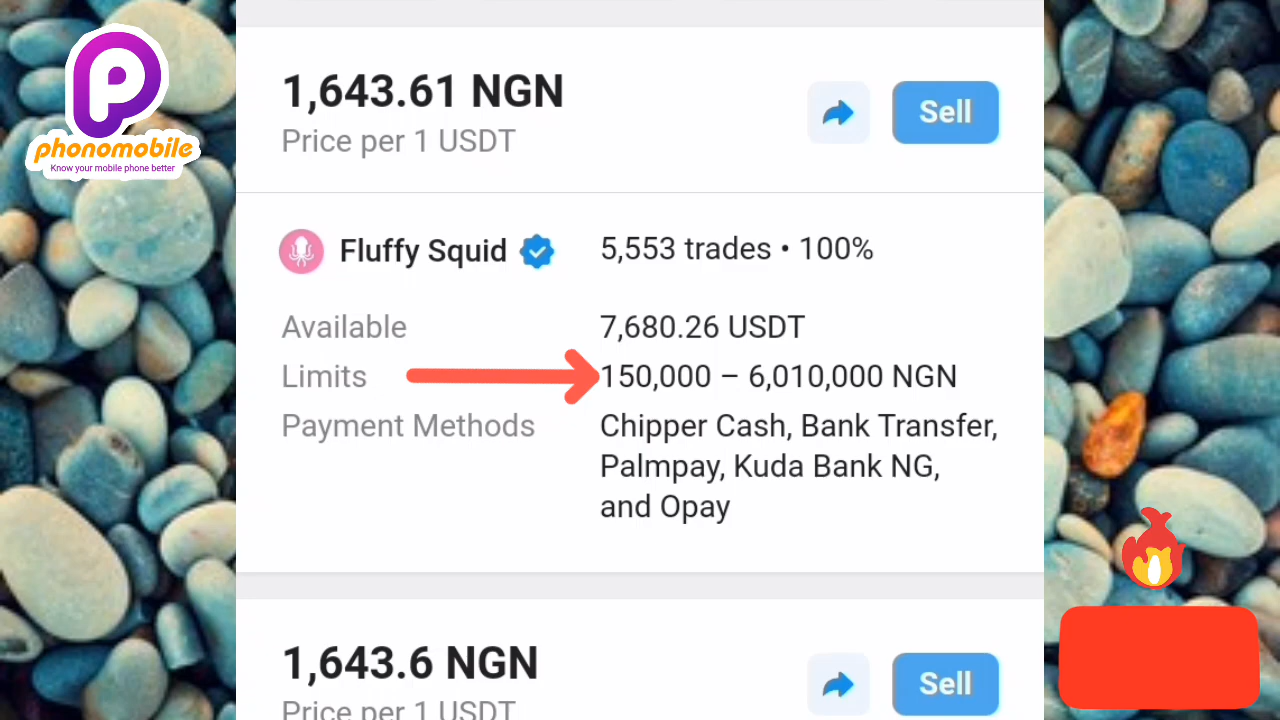 phonomobile
Know your mobile phone better
1,643.61 NGN
Price per 1 USDT
Sell
Fluffy Squid
5,553 trades • 100%
Available
7,680.26 USDT
Limits
150,000 – 6,010,000 NGN
Payment Methods
Chipper Cash, Bank Transfer,
Palmpay, Kuda Bank NG,
and Opay
1,643.6 NGN
Price per 1 USDT
Sell